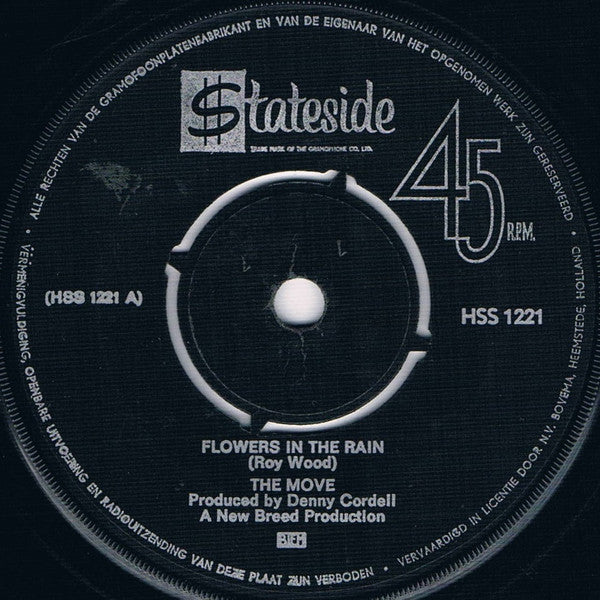 ALLE RECHTEN VAN DE GRAMOFOONPLATENFABRIKANT EN VAN DE EIGENAAR VAN HET OPGENOMEN WERK ZIJN GERESERVEERD •
$tateside
TRADE MARK OF THE GRAMOPHONE CO. LTD.
45
R.P.M.
(HSS 1221 A)
HSS 1221
FLOWERS IN THE RAIN
(Roy Wood)
THE MOVE
Produced by Denny Cordell
A New Breed Production
BIEM
• VERMENIGVULDIGING, OPENBARE UITVOERING EN RADIOUITZENDING VAN DEZE PLAAT ZIJN VERBODEN • VERVAARDIGD IN LICENTIE DOOR N.V. BOVEMA, HEEMSTEDE, HOLLAND